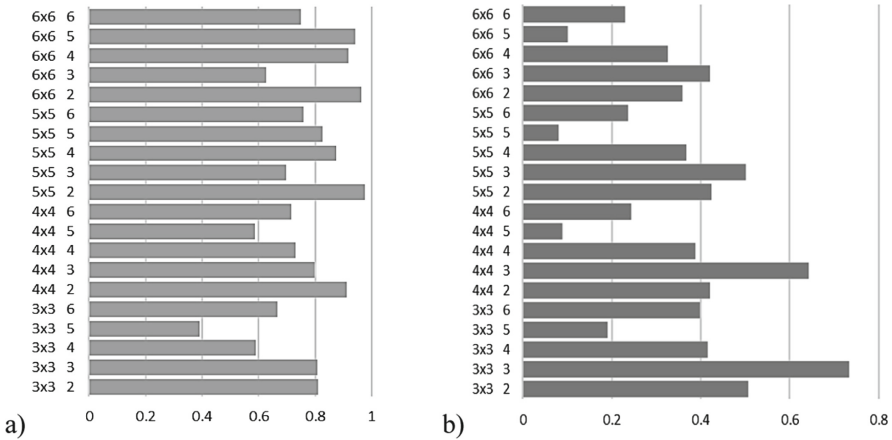 6x6 6
6x6 5
6x6 4
6x6 3
6x6 2
5x5 6
5x5 5
5x5 4
5x5 3
5x5 2
4x4 6
4x4 5
4x4 4
4x4 3
4x4 2
3x3 6
3x3 5
3x3 4
3x3 3
3x3 2
0 0.2 0.4 0.6 0.8 1
a)
6x6 6
6x6 5
6x6 4
6x6 3
6x6 2
5x5 6
5x5 5
5x5 4
5x5 3
5x5 2
4x4 6
4x4 5
4x4 4
4x4 3
4x4 2
3x3 6
3x3 5
3x3 4
3x3 3
3x3 2
0 0.2 0.4 0.6 0.8
b)